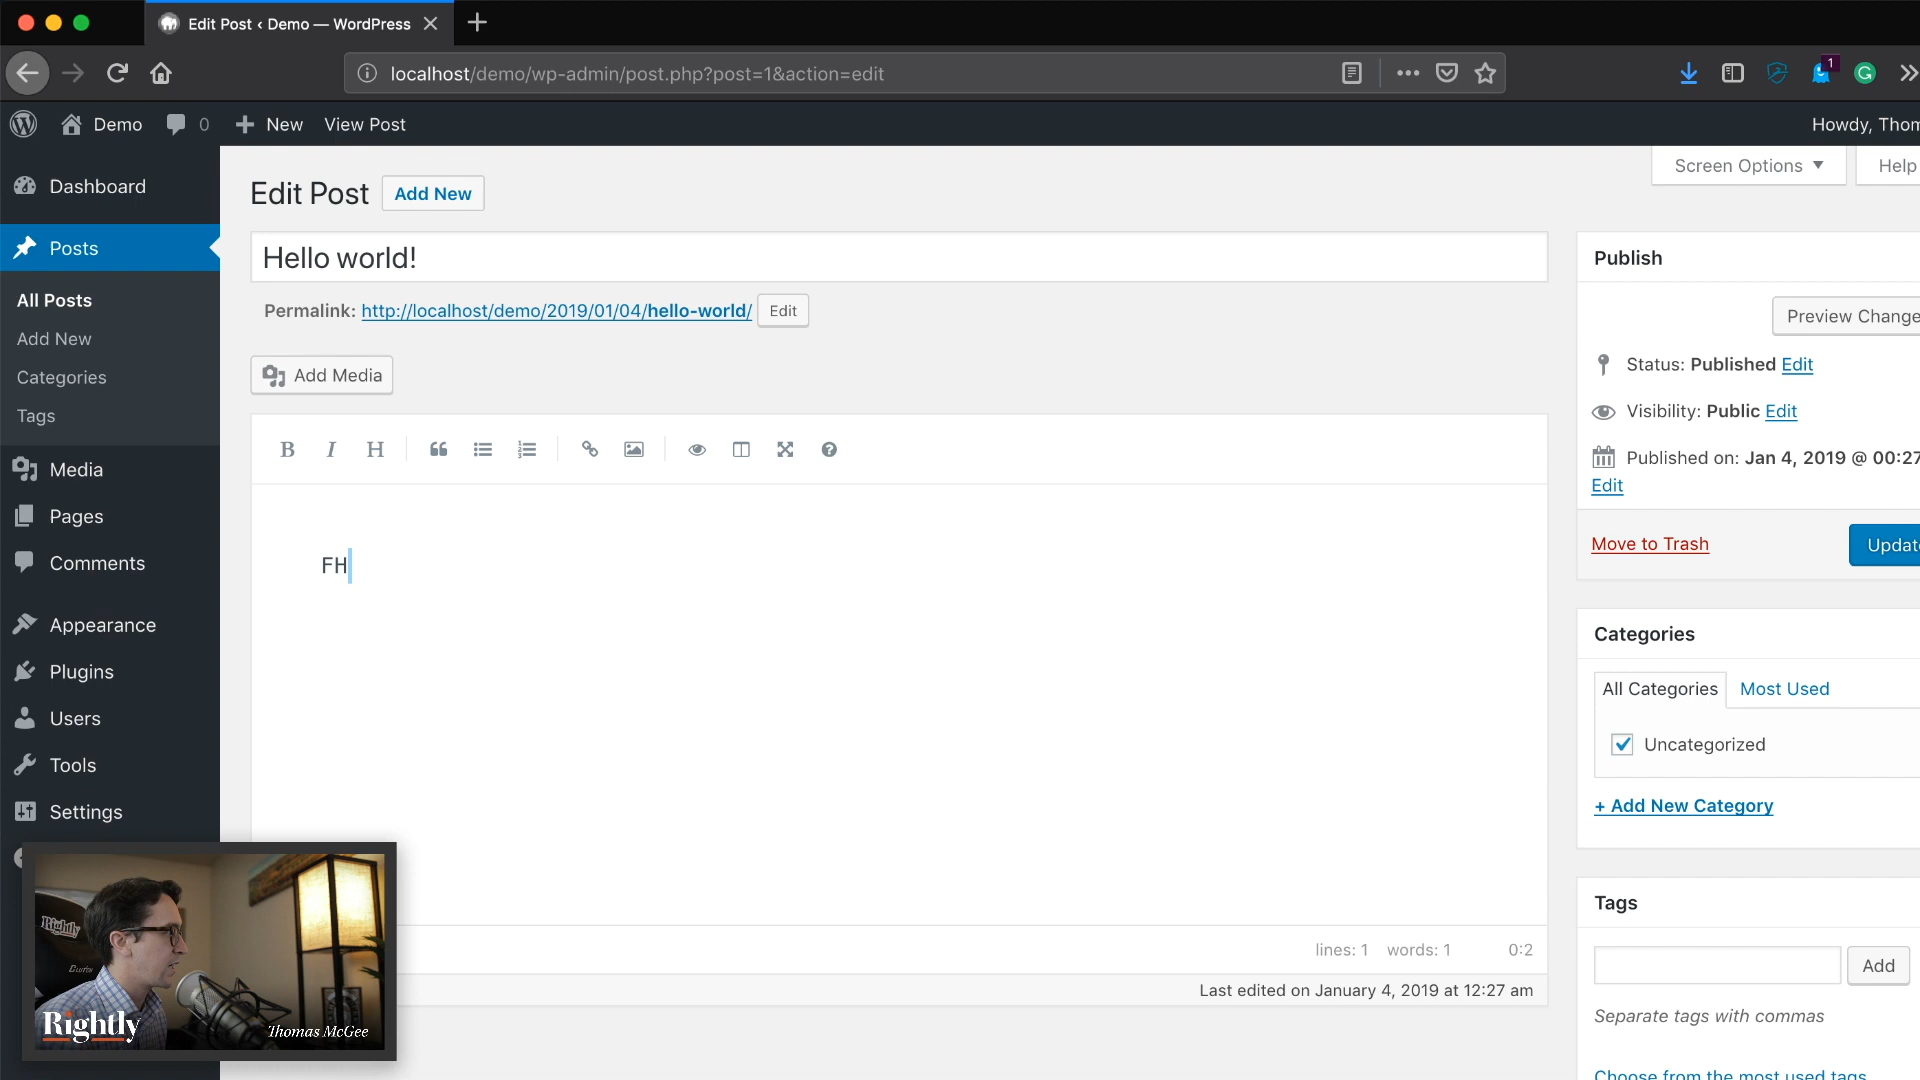 Edit Post ‹ Demo — WordPress
localhost/demo/wp-admin/post.php?post=1&action=edit
1
Demo 0 New View Post
Howdy, Thom
Screen Options Help
Dashboard
Posts
All Posts
Add New
Categories
Tags
Media
Pages
Comments
Appearance
Plugins
Users
Tools
Settings
Edit Post Add New
Hello world!
Permalink: http://localhost/demo/2019/01/04/hello-world/ Edit
Add Media
B I H
FH
lines: 1 words: 1 0:2
Last edited on January 4, 2019 at 12:27 am
Publish
Preview Change
Status: Published Edit
Visibility: Public Edit
Published on: Jan 4, 2019 @ 00:27
Edit
Move to Trash
Updat
Categories
All Categories Most Used
Uncategorized
+ Add New Category
Tags
Add
Separate tags with commas
Choose from the most used tags
Rightly
Rightly
Thomas McGee